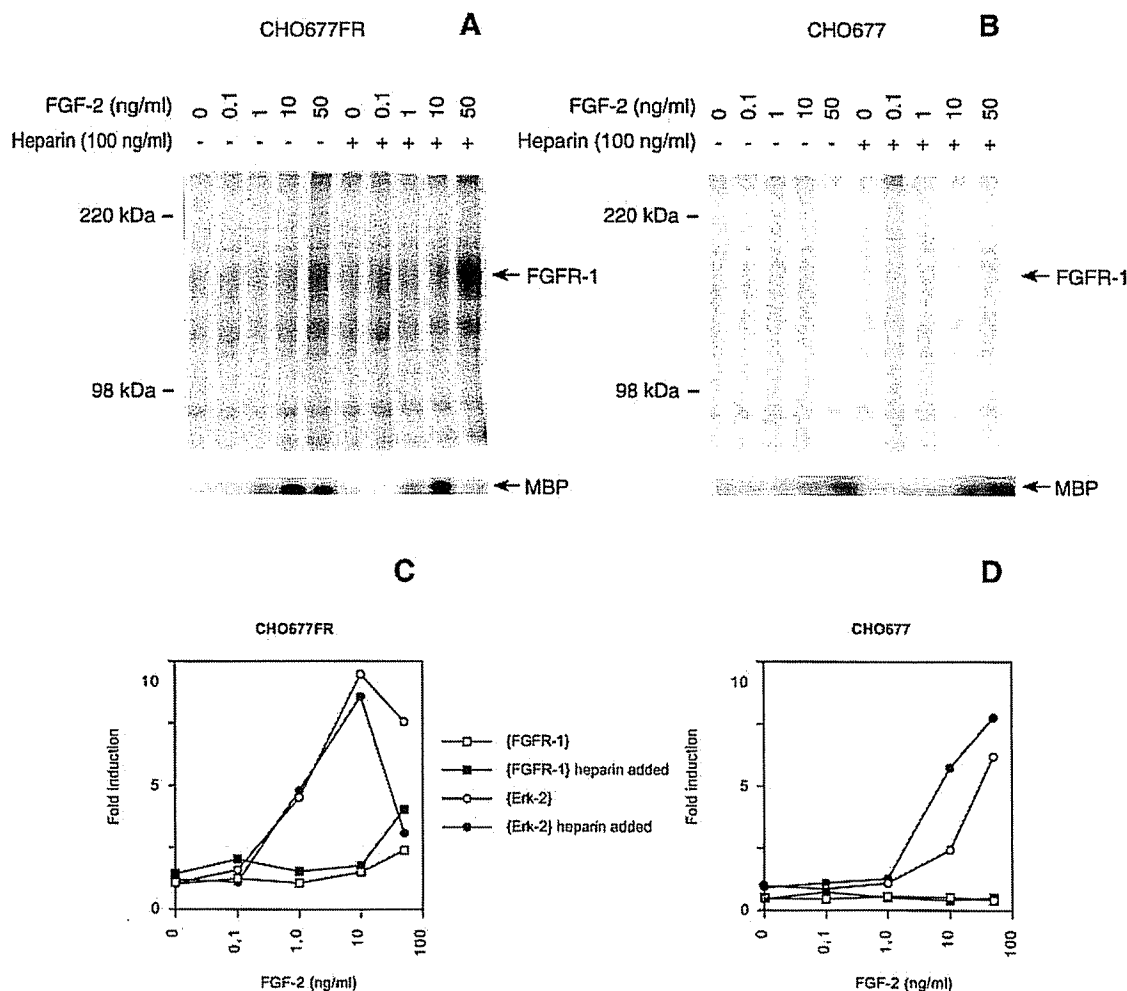 CHO677FR A
FGF-2 (ng/ml) 0 0.1 1 10 50 0 0.1 1 10 50
Heparin (100 ng/ml) - - - - - + + + + +
220 kDa
FGFR-1
98 kDa
MBP
CHO677 B
FGF-2 (ng/ml) 0 0.1 1 10 50 0 0.1 1 10 50
Heparin (100 ng/ml) - - - - - + + + + +
220 kDa
FGFR-1
98 kDa
MBP
C
CHO677FR
10
5
0
Fold induction
0 0,1 1,0 10 100
FGF-2 (ng/ml)
{FGFR-1}
{FGFR-1} heparin added
{Erk-2}
{Erk-2} heparin added
D
CHO677
10
5
0
Fold induction
0 0,1 1,0 10 100
FGF-2 (ng/ml)